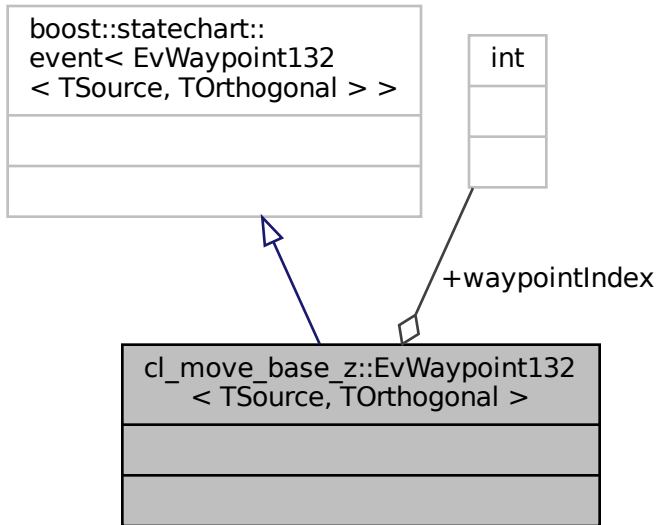 boost::statechart::
event< EvWaypoint132
< TSource, TOrthogonal > >
int
+waypointIndex
cl_move_base_z::EvWaypoint132
< TSource, TOrthogonal >